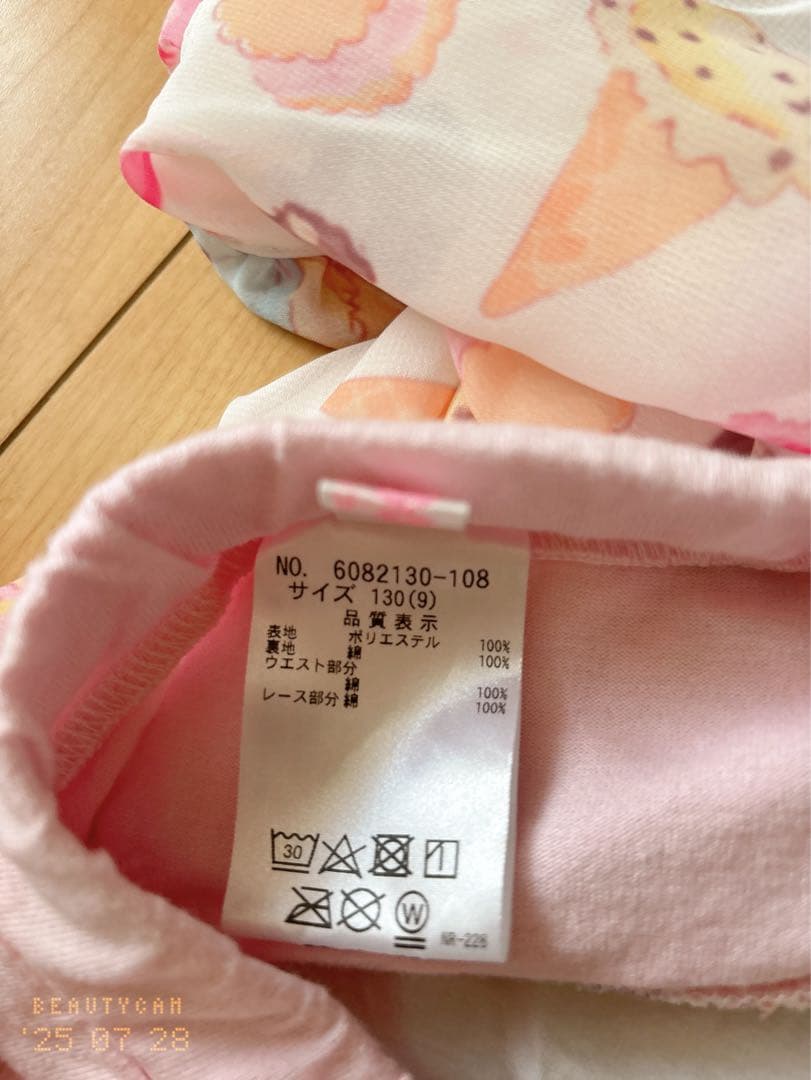 NO. 6082130-108
サイズ 130(9)
品質表示
表地 ポリエステル 100%
裏地 綿 100%
ウエスト部分
綿 100%
レース部分 綿 100%
30
W
NR-226
BEAUTYCAM
'25 07 28